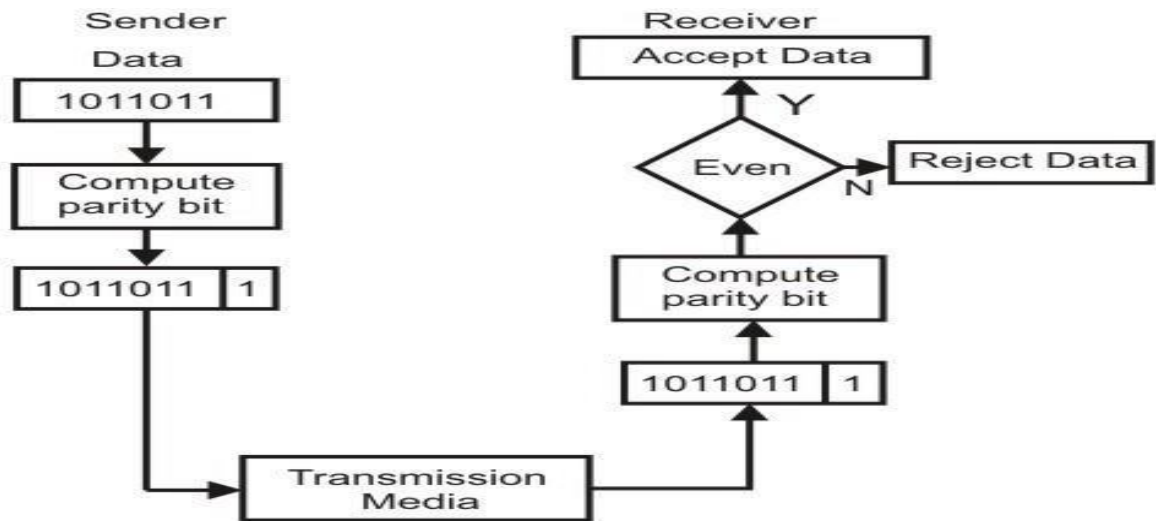 Sender
Data
1011011
Compute
parity bit
1011011 1
Transmission
Media
Receiver
Accept Data
Y
Even
N
Reject Data
Compute
parity bit
1011011 1